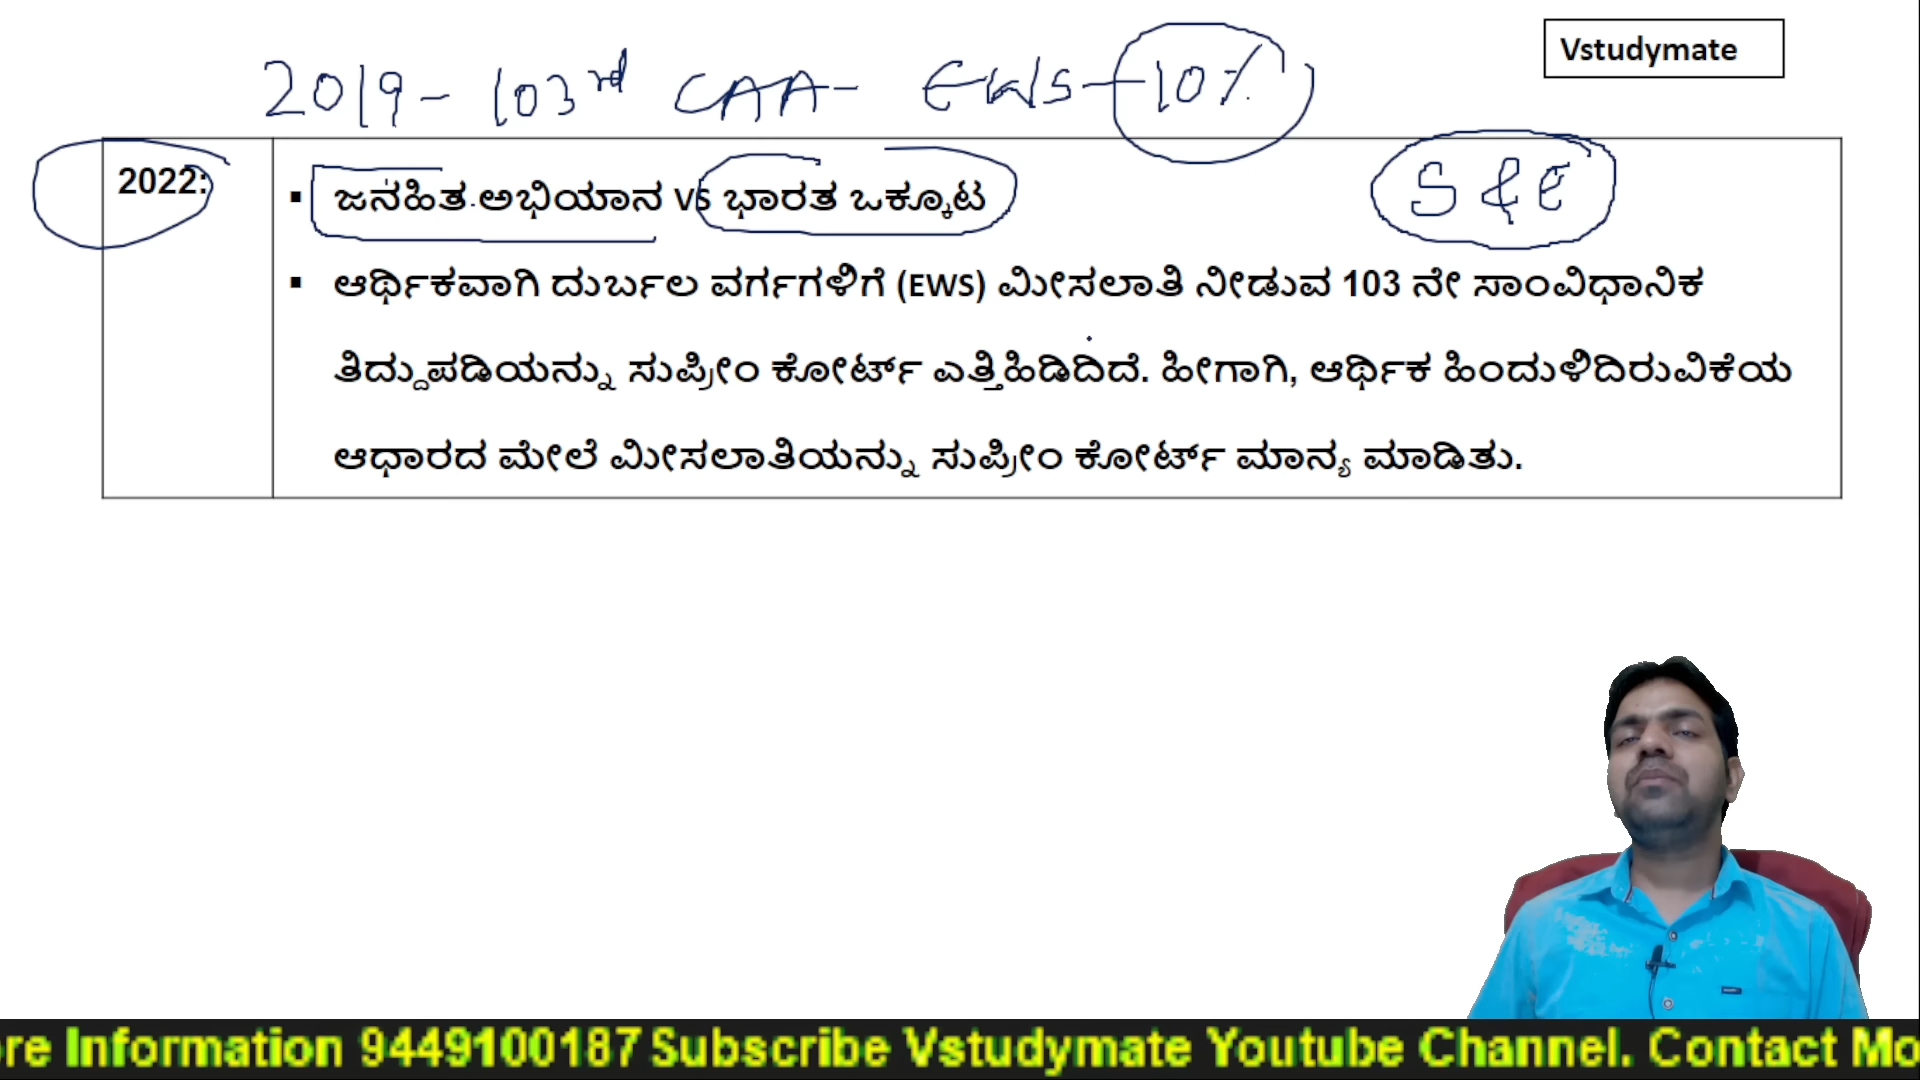 Vstudymate
2019 - 103rd CAA - EWS - 10%
2022:
▪ ಜನಹಿತ ಅಭಿಯಾನ vs ಭಾರತ ಒಕ್ಕೂಟ
S & E
▪ ಆರ್ಥಿಕವಾಗಿ ದುರ್ಬಲ ವರ್ಗಗಳಿಗೆ (EWS) ಮೀಸಲಾತಿ ನೀಡುವ 103 ನೇ ಸಾಂವಿಧಾನಿಕ
ತಿದ್ದುಪಡಿಯನ್ನು ಸುಪ್ರೀಂ ಕೋರ್ಟ್ ಎತ್ತಿಹಿಡಿದಿದೆ. ಹೀಗಾಗಿ, ಆರ್ಥಿಕ ಹಿಂದುಳಿದಿರುವಿಕೆಯ
ಆಧಾರದ ಮೇಲೆ ಮೀಸಲಾತಿಯನ್ನು ಸುಪ್ರೀಂ ಕೋರ್ಟ್ ಮಾನ್ಯ ಮಾಡಿತು.
re Information 9449100187 Subscribe Vstudymate Youtube Channel. Contact Mo